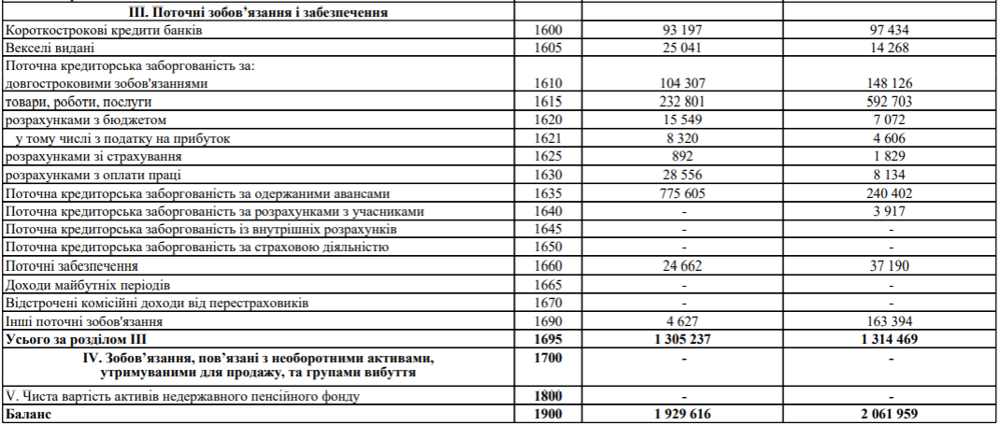 III. Поточні зобов’язання і забезпечення
Короткострокові кредити банків 1600 93 197 97 434
Векселі видані 1605 25 041 14 268
Поточна кредиторська заборгованість за:
довгостроковими зобов'язаннями 1610 104 307 148 126
товари, роботи, послуги 1615 232 801 592 703
розрахунками з бюджетом 1620 15 549 7 072
у тому числі з податку на прибуток 1621 8 320 4 606
розрахунками зі страхування 1625 892 1 829
розрахунками з оплати праці 1630 28 556 8 134
Поточна кредиторська заборгованість за одержаними авансами 1635 775 605 240 402
Поточна кредиторська заборгованість за розрахунками з учасниками 1640 - 3 917
Поточна кредиторська заборгованість із внутрішніх розрахунків 1645 - -
Поточна кредиторська заборгованість за страховою діяльністю 1650 - -
Поточні забезпечення 1660 24 662 37 190
Доходи майбутніх періодів 1665 - -
Відстрочені комісійні доходи від перестраховиків 1670 - -
Інші поточні зобов'язання 1690 4 627 163 394
Усього за розділом III 1695 1 305 237 1 314 469
IV. Зобов’язання, пов’язані з необоротними активами, 1700 - -
утримуваними для продажу, та групами вибуття
V. Чиста вартість активів недержавного пенсійного фонду 1800 - -
Баланс 1900 1 929 616 2 061 959